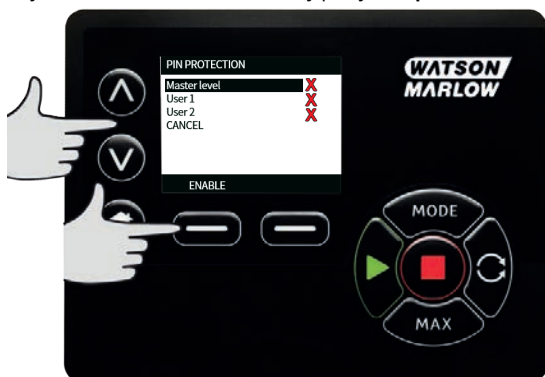 PIN PROTECTION
Master level
User 1
User 2
CANCEL
ENABLE
WATSON
MARLOW
MODE
MAX